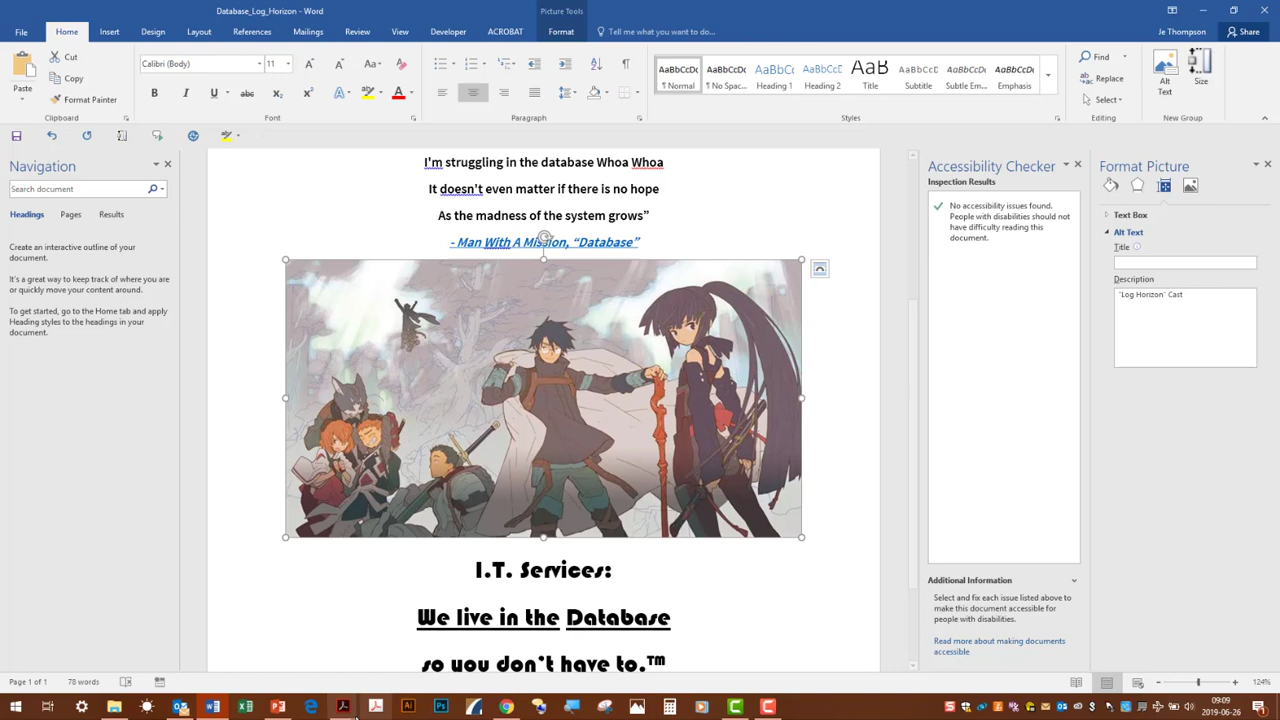 Database_Log_Horizon - Word
Picture Tools
File Home Insert Design Layout References Mailings Review View Developer ACROBAT Format Tell me what you want to do... Je Thompson Share
Paste Cut Copy Format Painter Clipboard
Calibri (Body) 11 Aa B I U abc X₂ X² A A Font
Paragraph
AaBbCcDc AaBbCcDc AaBbCc AaBbCcC AaB AaBbCcC AaBbCcDc AaBbCcDc
¶ Normal ¶ No Spac... Heading 1 Heading 2 Title Subtitle Subtle Em... Emphasis
Styles
Find Replace Select Editing
Alt Text Size New Group
Navigation
Search document
Headings Pages Results
Create an interactive outline of your
document.
It's a great way to keep track of where you are
or quickly move your content around.
To get started, go to the Home tab and apply
Heading styles to the headings in your
document.
I'm struggling in the database Whoa Whoa
It doesn't even matter if there is no hope
As the madness of the system grows”
- Man With A Mission, “Database”
I.T. Services:
We live in the Database
so you don't have to.™
Accessibility Checker
Inspection Results
No accessibility issues found.
People with disabilities should not
have difficulty reading this
document.
Additional Information
Select and fix each issue listed above to
make this document accessible for
people with disabilities.
Read more about making documents
accessible
Format Picture
Text Box
Alt Text
Title
Description
"Log Horizon" Cast
Page 1 of 1 78 words 124%
09:09
2019-06-26